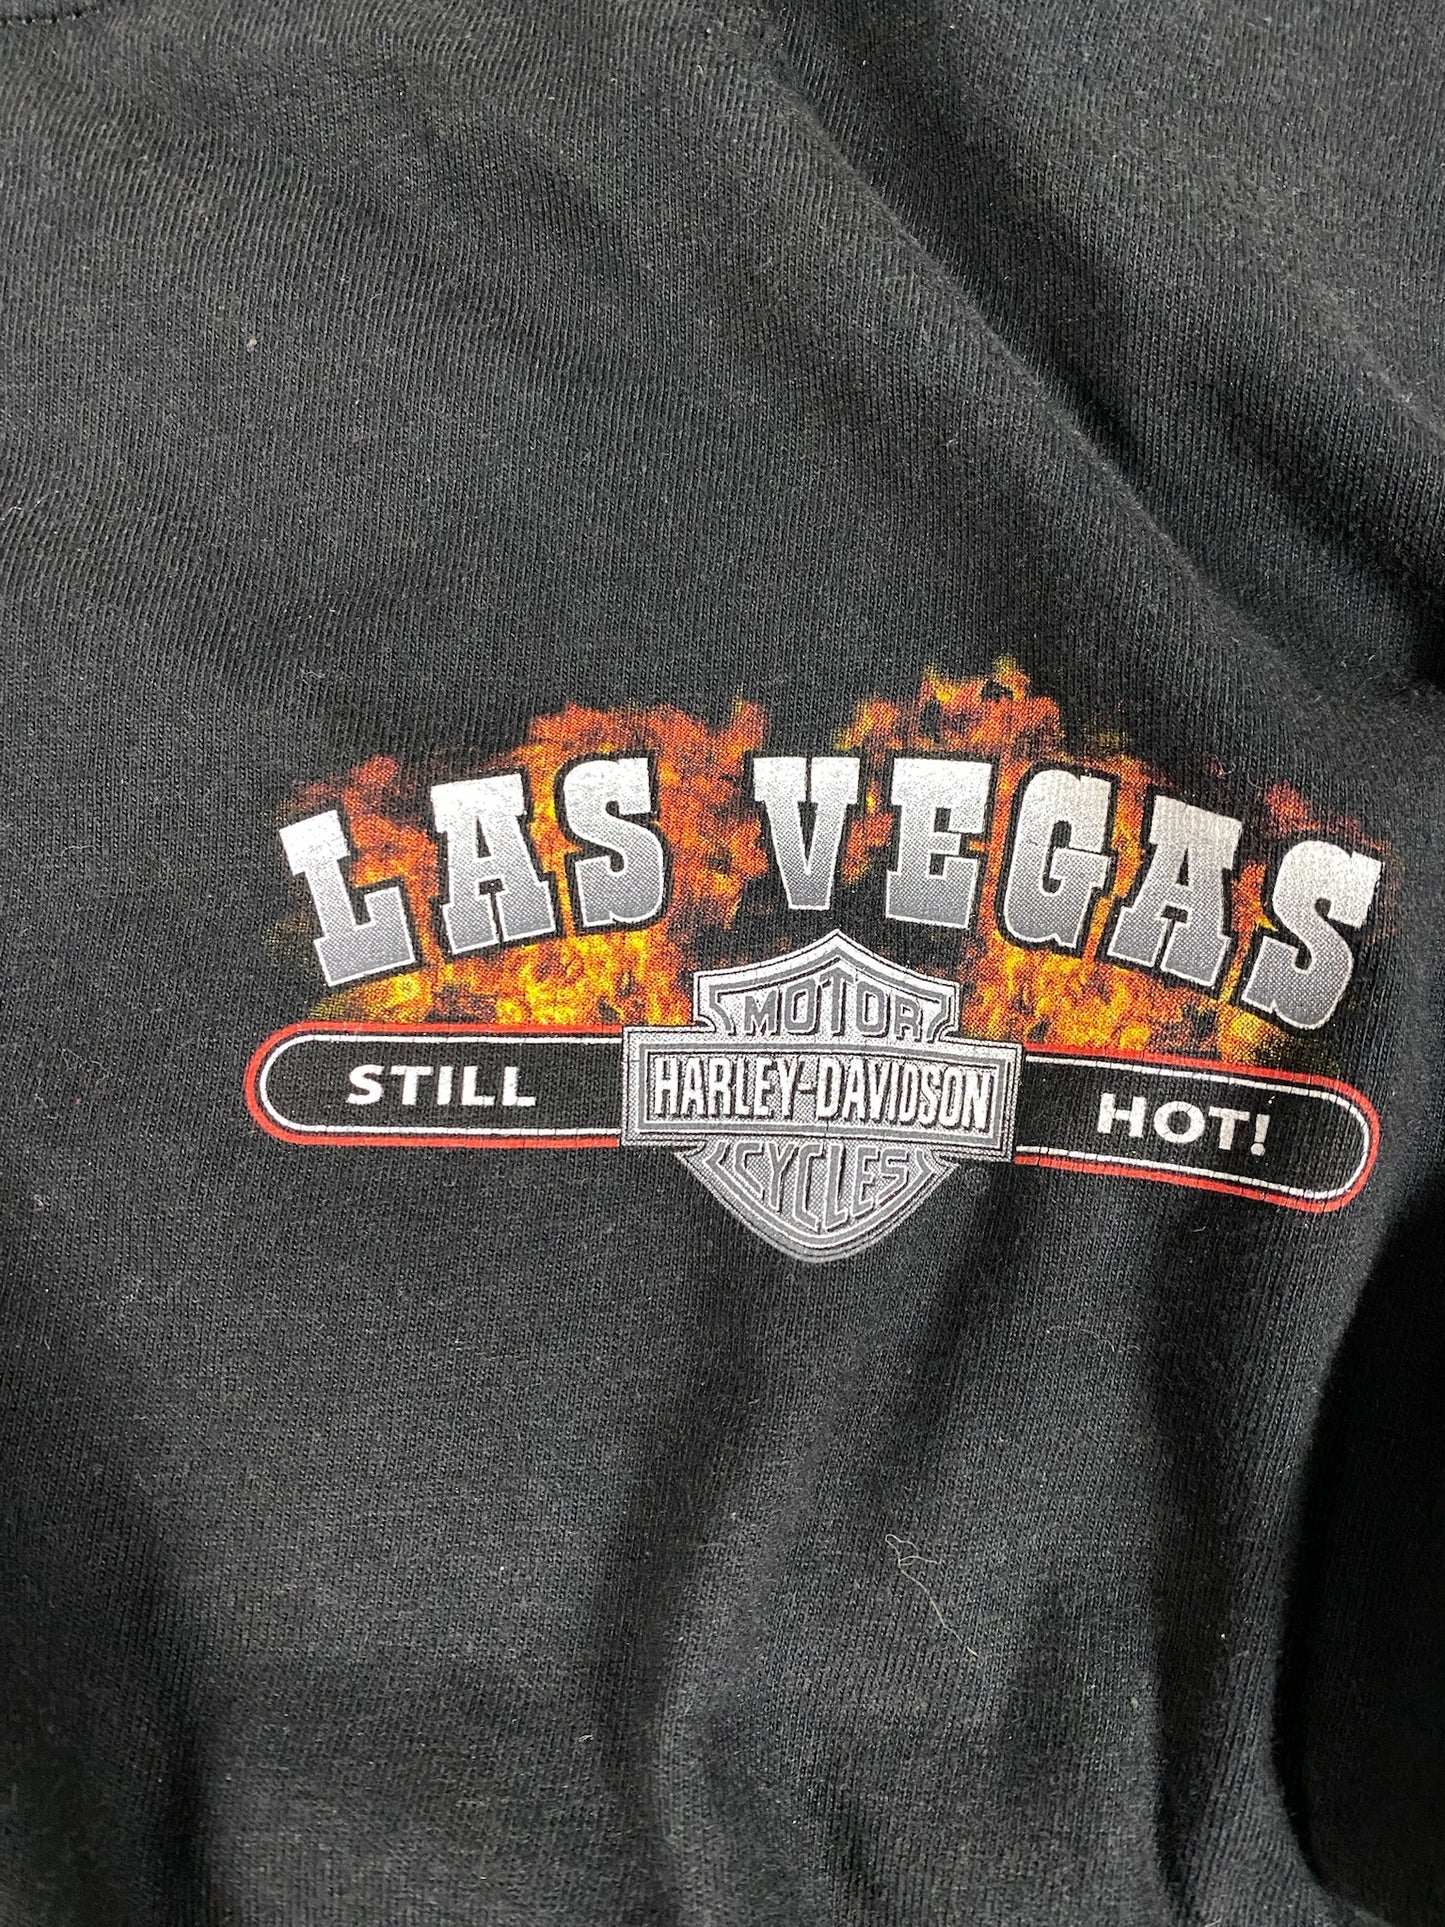 LAS VEGAS
MOTOR
STILL HARLEY-DAVIDSON HOT!
CYCLES